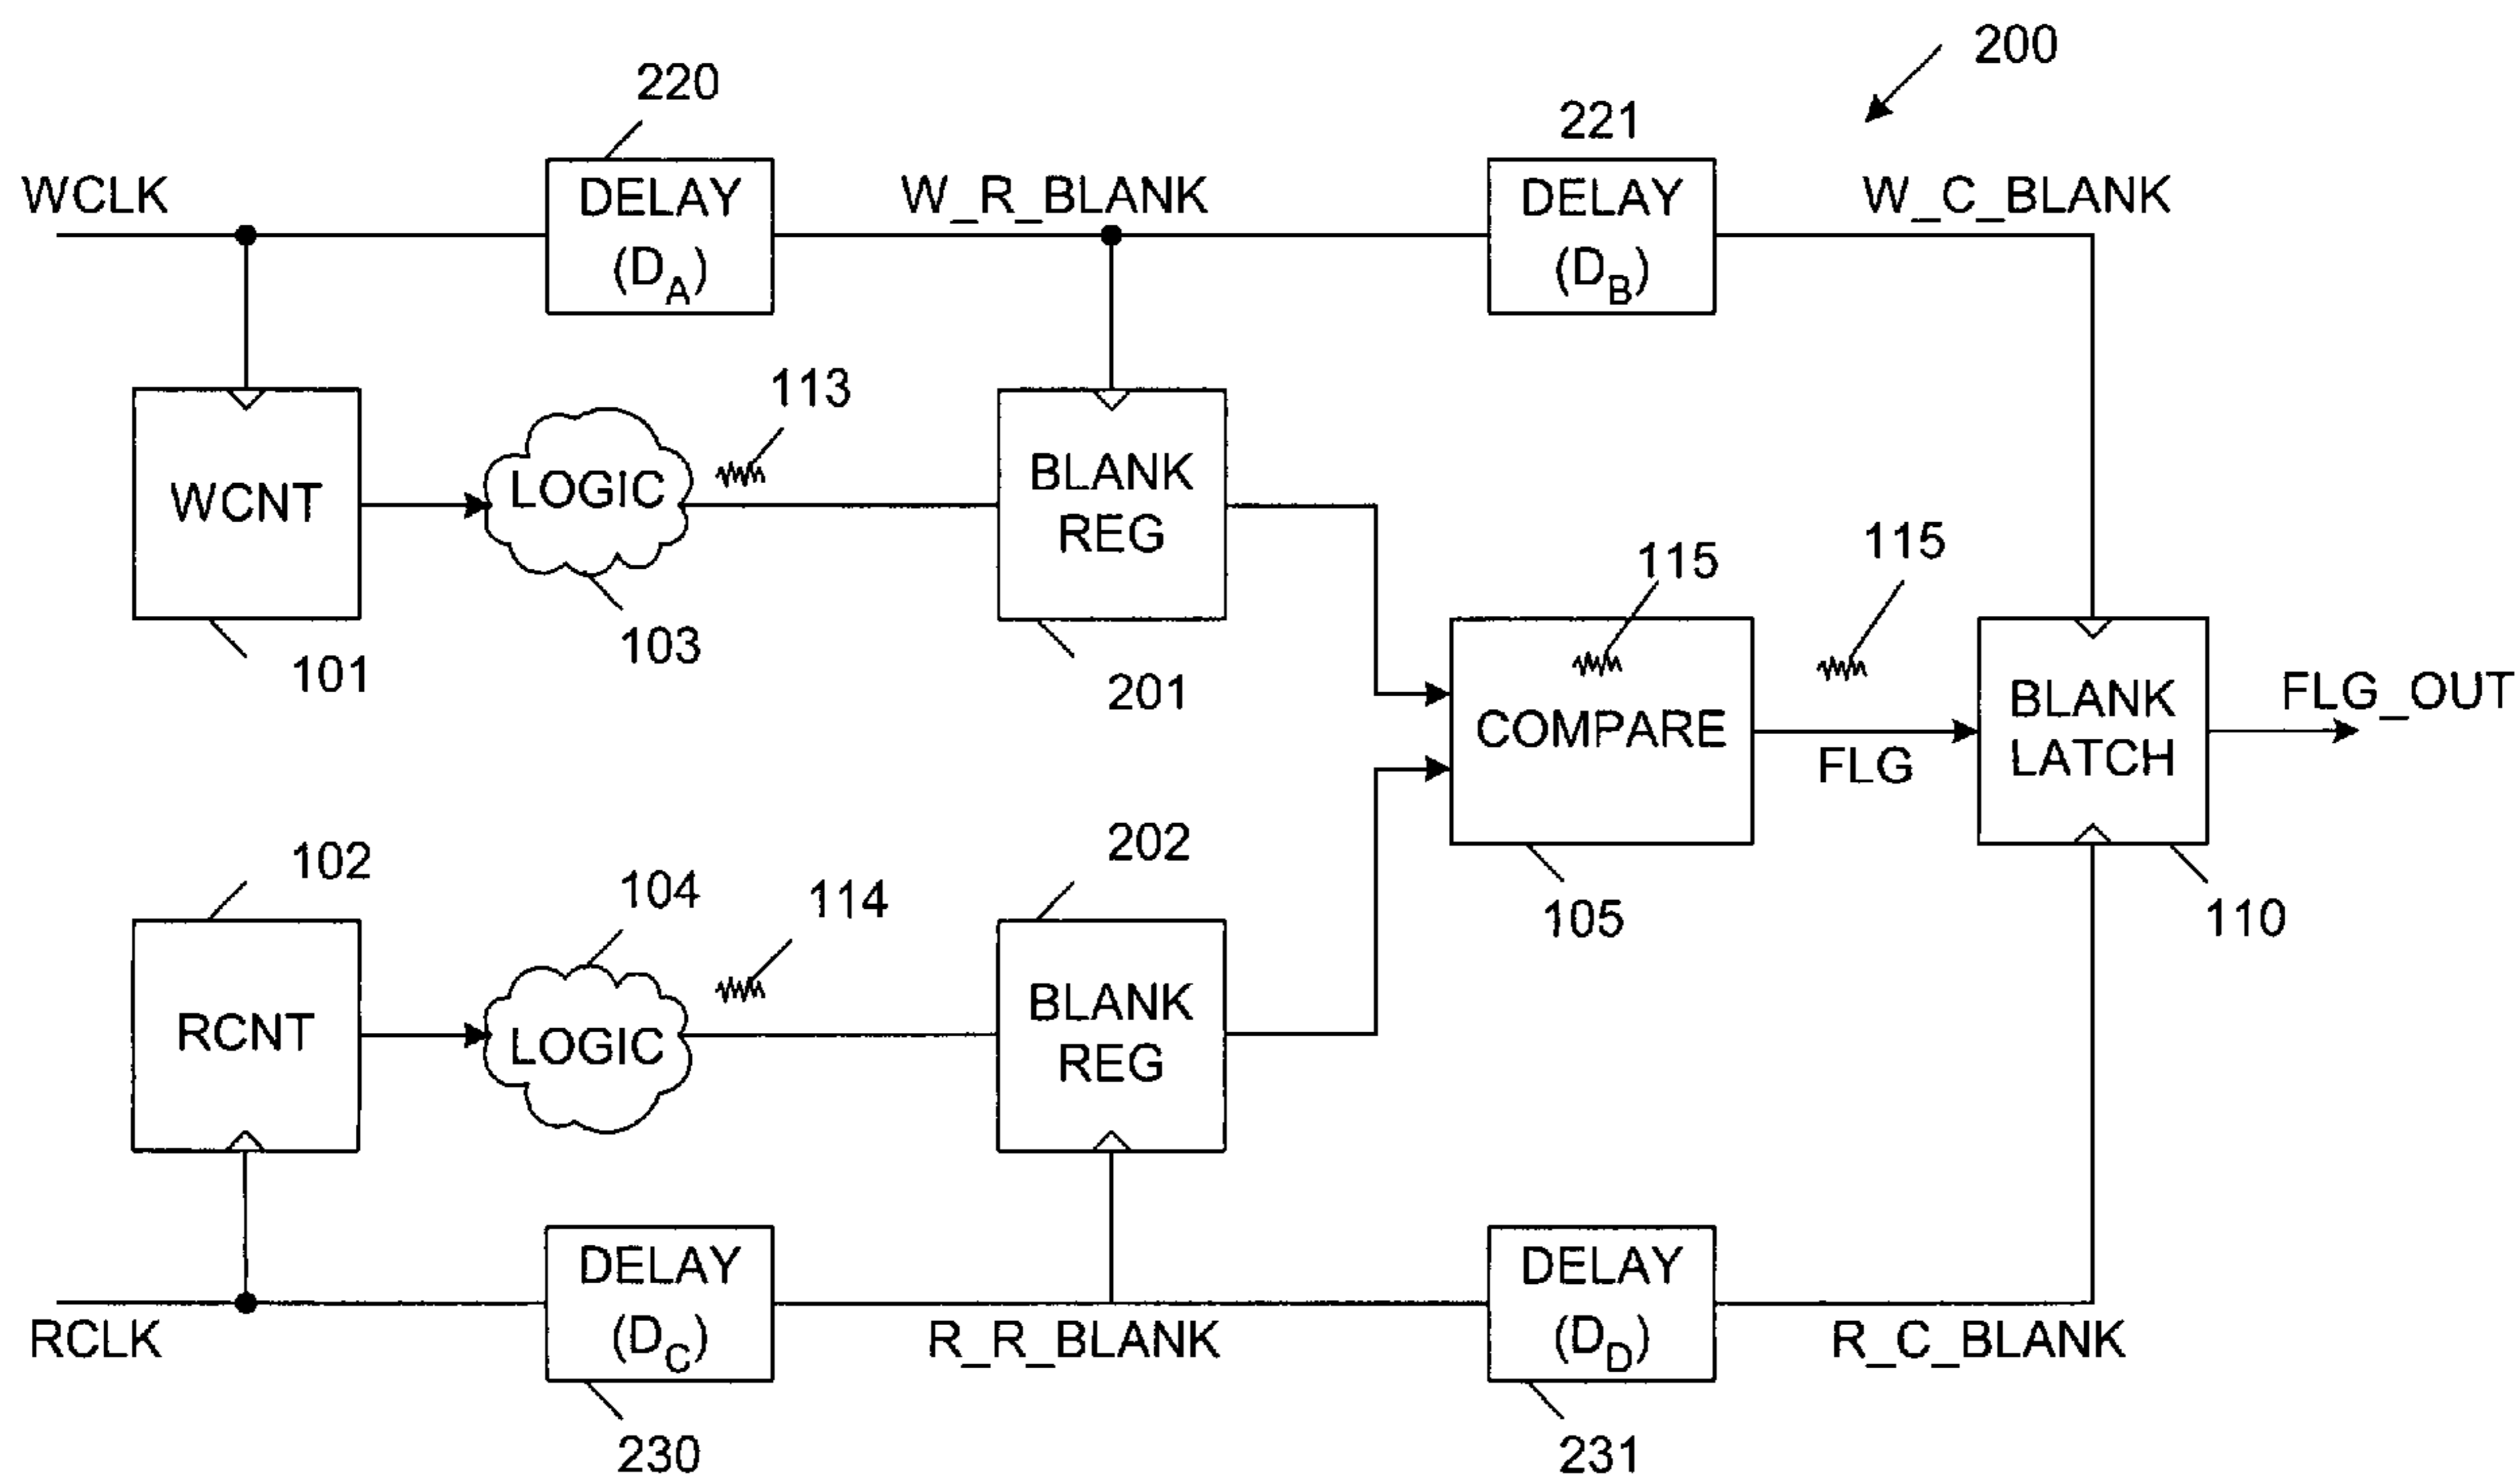 200
220
221
WCLK
DELAY
(DA)
W_R_BLANK
DELAY
(DB)
W_C_BLANK
113
WCNT
LOGIC
BLANK
REG
101
103
201
115
115
COMPARE
FLG
BLANK
LATCH
FLG_OUT
105
110
102
104
114
202
RCNT
LOGIC
BLANK
REG
RCLK
DELAY
(DC)
R_R_BLANK
DELAY
(DD)
R_C_BLANK
230
231